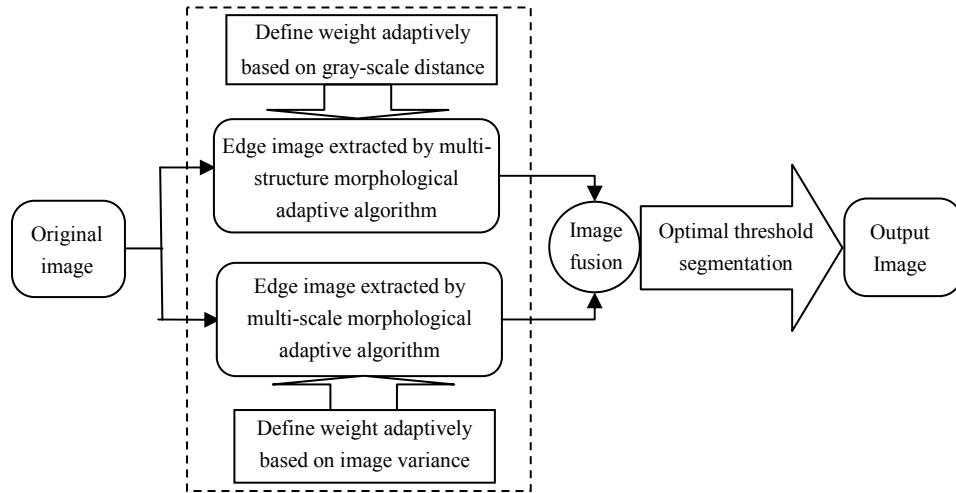 Define weight adaptively
based on gray-scale distance
Edge image extracted by multi-
structure morphological
adaptive algorithm
Original
image
Image
fusion
Optimal threshold
segmentation
Output
Image
Edge image extracted by
multi-scale morphological
adaptive algorithm
Define weight adaptively
based on image variance